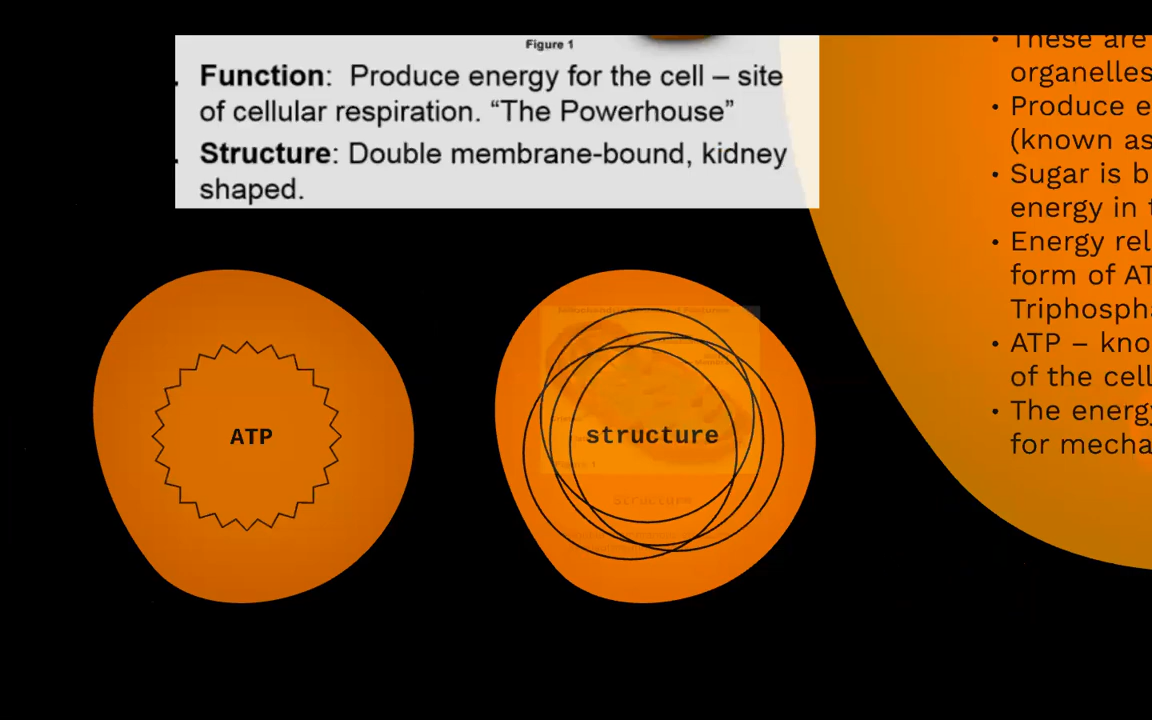 Figure 1
Function: Produce energy for the cell – site
of cellular respiration. “The Powerhouse”
Structure: Double membrane-bound, kidney
shaped.
ATP
structure
Structure
• These are
organelles
• Produce e
(known as
• Sugar is b
energy in t
• Energy rel
form of AT
Triphospha
• ATP – kno
of the cell
• The energy
for mecha